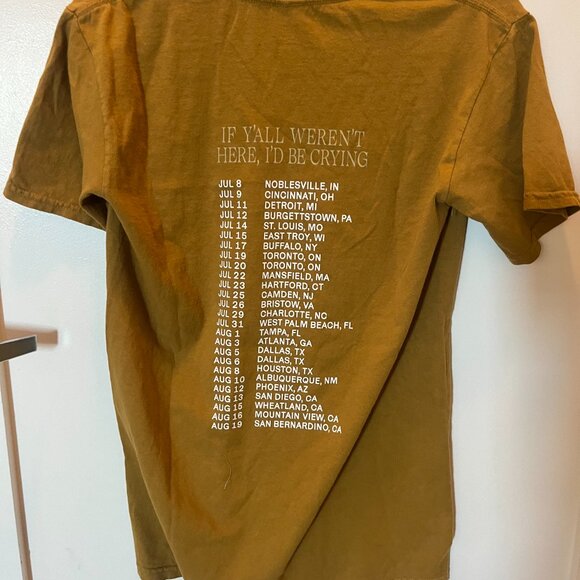 IF Y'ALL WEREN'T
HERE, I'D BE CRYING
JUL 8 NOBLESVILLE, IN
JUL 9 CINCINNATI, OH
JUL 11 DETROIT, MI
JUL 12 BURGETTSTOWN, PA
JUL 14 ST. LOUIS, MO
JUL 15 EAST TROY, WI
JUL 17 BUFFALO, NY
JUL 19 TORONTO, ON
JUL 20 TORONTO, ON
JUL 22 MANSFIELD, MA
JUL 23 HARTFORD, CT
JUL 25 CAMDEN, NJ
JUL 26 BRISTOW, VA
JUL 29 CHARLOTTE, NC
JUL 31 WEST PALM BEACH, FL
AUG 1 TAMPA, FL
AUG 3 ATLANTA, GA
AUG 5 DALLAS, TX
AUG 6 DALLAS, TX
AUG 8 HOUSTON, TX
AUG 10 ALBUQUERQUE, NM
AUG 12 PHOENIX, AZ
AUG 13 SAN DIEGO, CA
AUG 15 WHEATLAND, CA
AUG 16 MOUNTAIN VIEW, CA
AUG 19 SAN BERNARDINO, CA